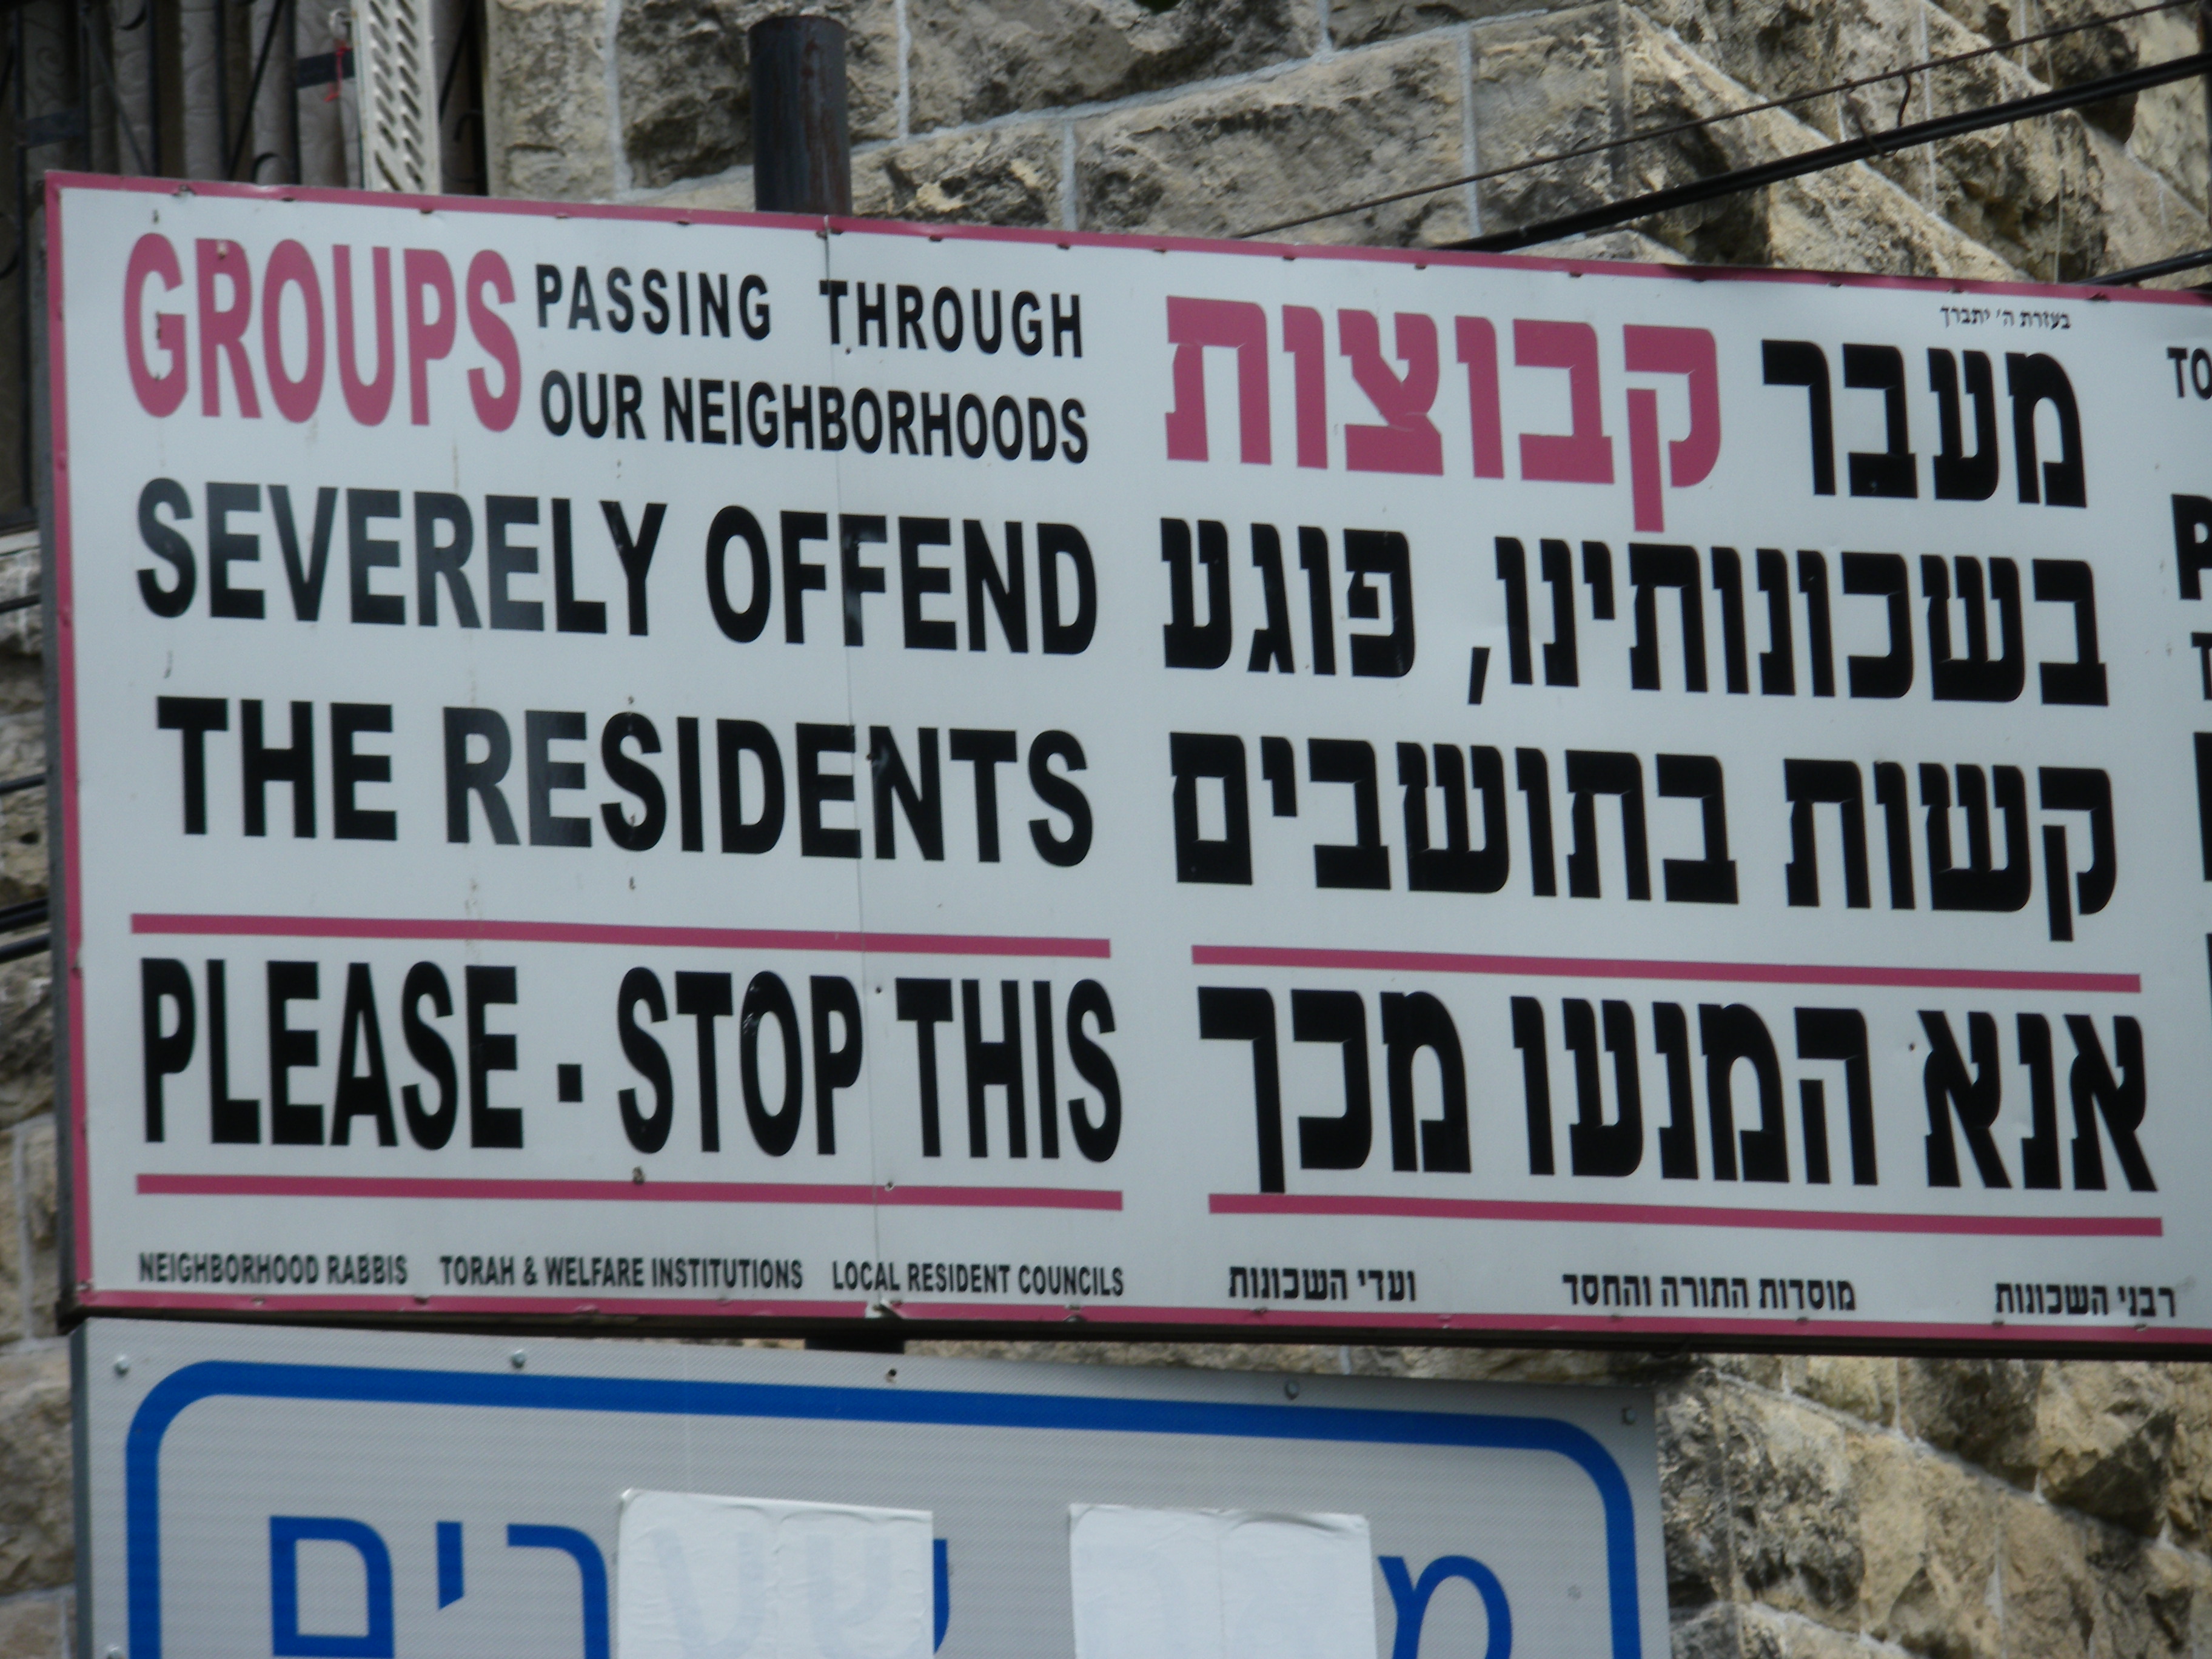 GROUPS PASSING THROUGH
OUR NEIGHBORHOODS
SEVERELY OFFEND
THE RESIDENTS
PLEASE - STOP THIS
NEIGHBORHOOD RABBIS TORAH & WELFARE INSTITUTIONS LOCAL RESIDENT COUNCILS
בעזרת ה' יתברך
מעבר קבוצות
בשכונותינו, פוגע
קשות בתושבים
אנא המנעו מכך
רבני השכונות מוסדות התורה והחסד ועדי השכונות
TO